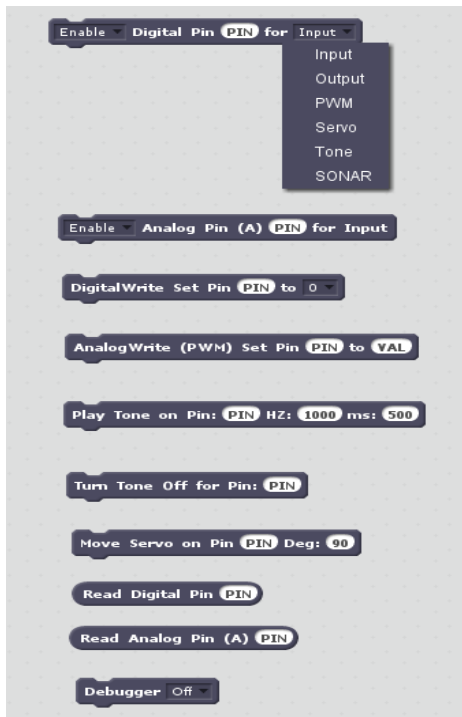 Enable Digital Pin PIN for Input
Input
Output
PWM
Servo
Tone
SONAR
Enable Analog Pin (A) PIN for Input
DigitalWrite Set Pin PIN to 0
AnalogWrite (PWM) Set Pin PIN to VAL
Play Tone on Pin: PIN HZ: 1000 ms: 500
Turn Tone Off for Pin: PIN
Move Servo on Pin PIN Deg: 90
Read Digital Pin PIN
Read Analog Pin (A) PIN
Debugger Off